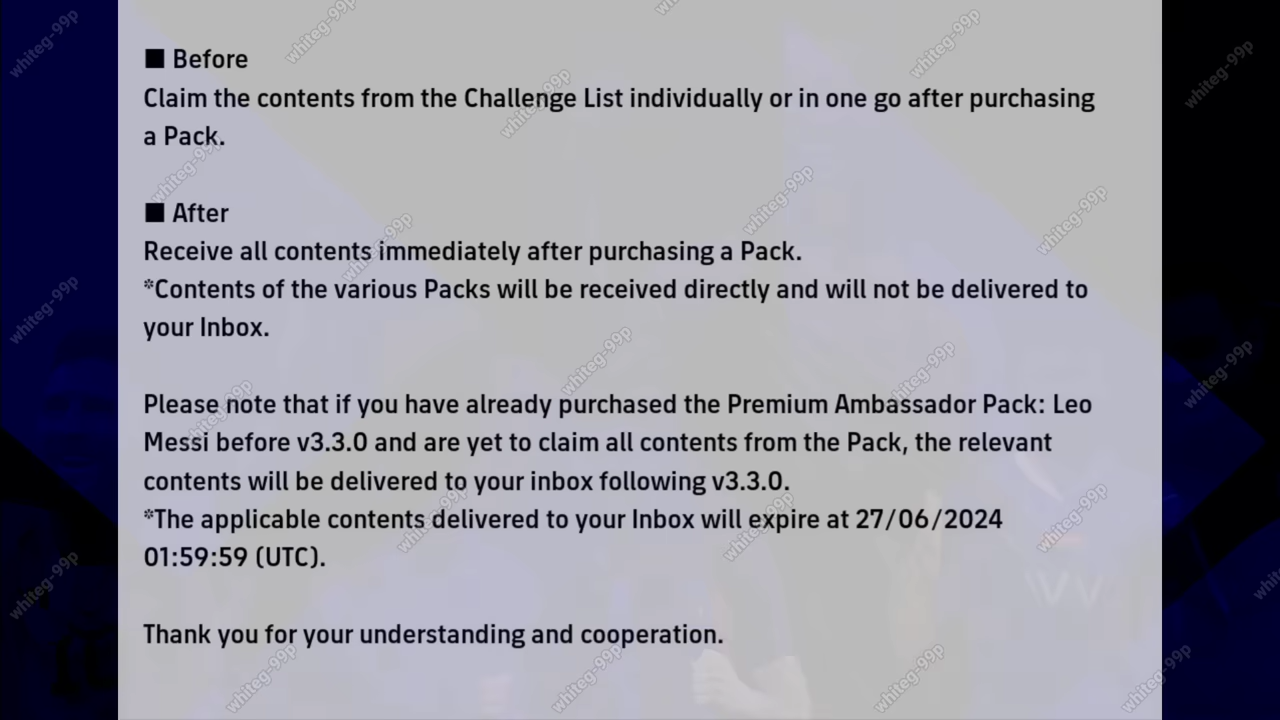 ■ Before
Claim the contents from the Challenge List individually or in one go after purchasing
a Pack.
■ After
Receive all contents immediately after purchasing a Pack.
*Contents of the various Packs will be received directly and will not be delivered to
your Inbox.
Please note that if you have already purchased the Premium Ambassador Pack: Leo
Messi before v3.3.0 and are yet to claim all contents from the Pack, the relevant
contents will be delivered to your inbox following v3.3.0.
*The applicable contents delivered to your Inbox will expire at 27/06/2024
01:59:59 (UTC).
Thank you for your understanding and cooperation.
whiteg-99p